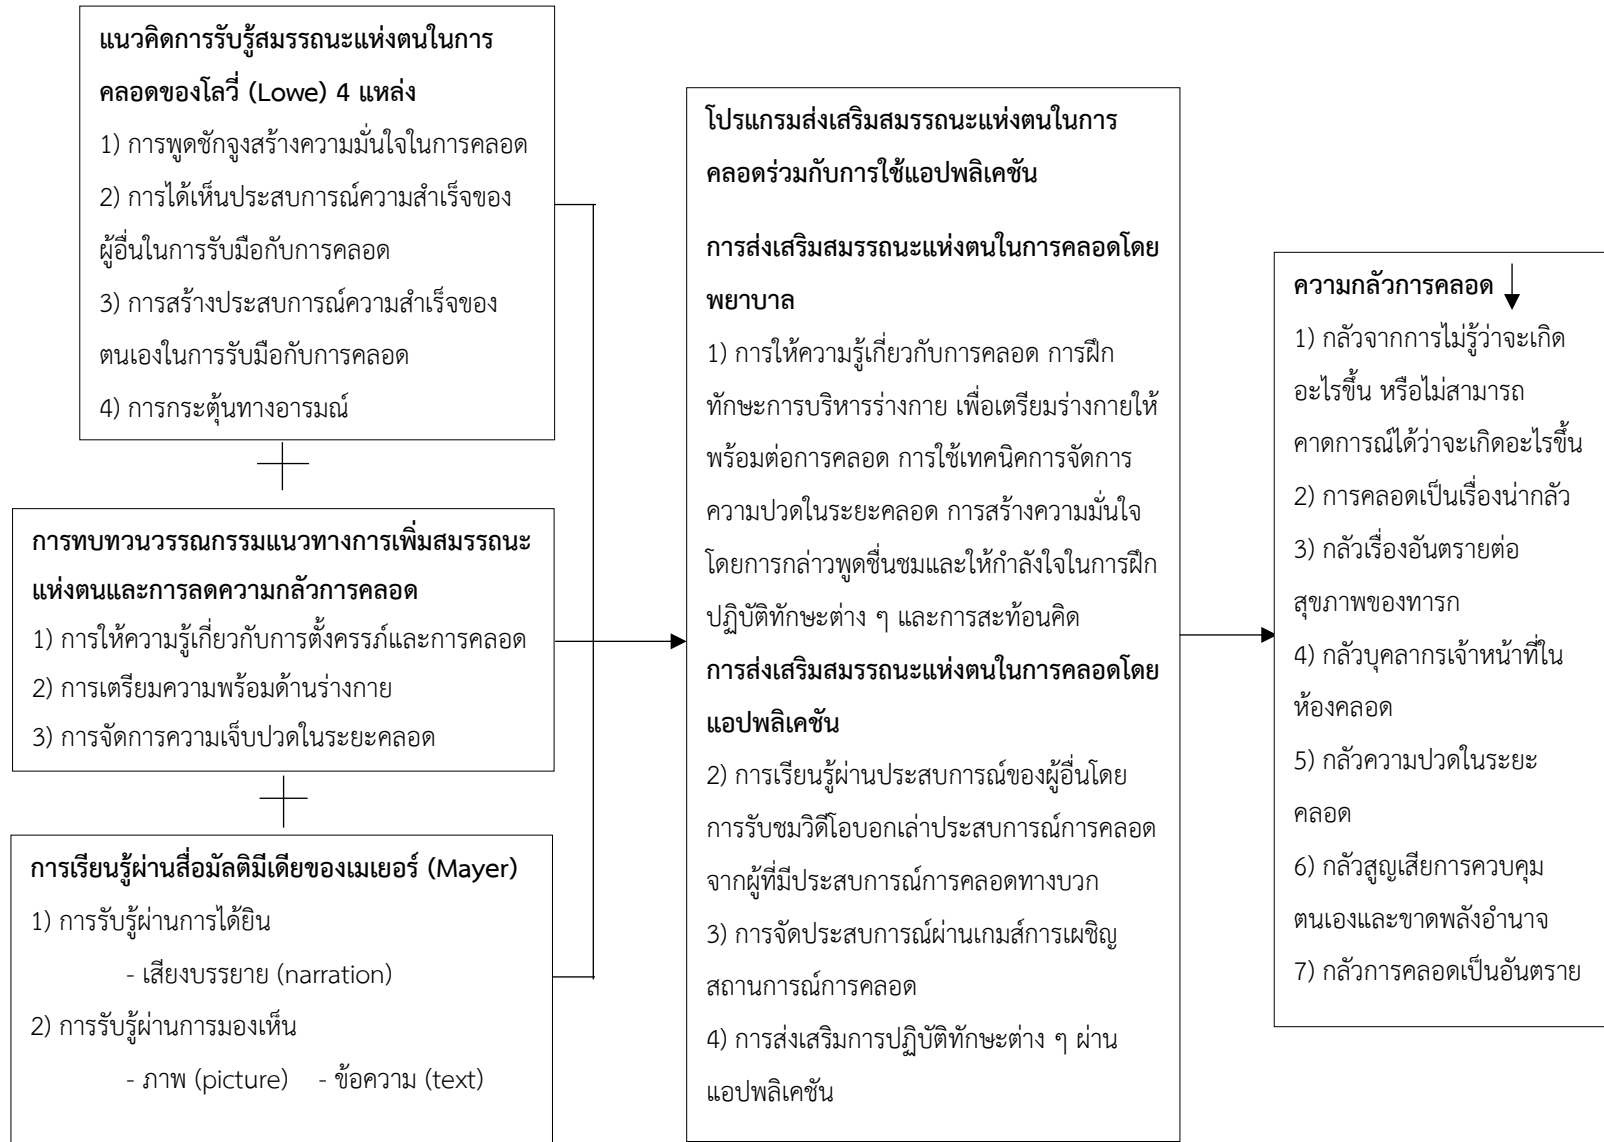 แนวคิดการรับรู้สมรรถนะแห่งตนในการ
คลอดของโลวี่ (Lowe) 4 แหล่ง
1) การพูดชักจูงสร้างความมั่นใจในการคลอด
2) การได้เห็นประสบการณ์ความสำเร็จของ
ผู้อื่นในการรับมือกับการคลอด
3) การสร้างประสบการณ์ความสำเร็จของ
ตนเองในการรับมือกับการคลอด
4) การกระตุ้นทางอารมณ์
การทบทวนวรรณกรรมแนวทางการเพิ่มสมรรถนะ
แห่งตนและการลดความกลัวการคลอด
1) การให้ความรู้เกี่ยวกับการตั้งครรภ์และการคลอด
2) การเตรียมความพร้อมด้านร่างกาย
3) การจัดการความเจ็บปวดในระยะคลอด
การเรียนรู้ผ่านสื่อมัลติมีเดียของเมเยอร์ (Mayer)
1) การรับรู้ผ่านการได้ยิน
- เสียงบรรยาย (narration)
2) การรับรู้ผ่านการมองเห็น
- ภาพ (picture) - ข้อความ (text)
โปรแกรมส่งเสริมสมรรถนะแห่งตนในการ
คลอดร่วมกับการใช้แอปพลิเคชัน
การส่งเสริมสมรรถนะแห่งตนในการคลอดโดย
พยาบาล
1) การให้ความรู้เกี่ยวกับการคลอด การฝึก
ทักษะการบริหารร่างกาย เพื่อเตรียมร่างกายให้
พร้อมต่อการคลอด การใช้เทคนิคการจัดการ
ความปวดในระยะคลอด การสร้างความมั่นใจ
โดยการกล่าวพูดชื่นชมและให้กำลังใจในการฝึก
ปฏิบัติทักษะต่าง ๆ และการสะท้อนคิด
การส่งเสริมสมรรถนะแห่งตนในการคลอดโดย
แอปพลิเคชัน
2) การเรียนรู้ผ่านประสบการณ์ของผู้อื่นโดย
การรับชมวิดีโอบอกเล่าประสบการณ์การคลอด
จากผู้ที่มีประสบการณ์การคลอดทางบวก
3) การจัดประสบการณ์ผ่านเกมส์การเผชิญ
สถานการณ์การคลอด
4) การส่งเสริมการปฏิบัติทักษะต่าง ๆ ผ่าน
แอปพลิเคชัน
ความกลัวการคลอด
1) กลัวจากการไม่รู้ว่าจะเกิด
อะไรขึ้น หรือไม่สามารถ
คาดการณ์ได้ว่าจะเกิดอะไรขึ้น
2) การคลอดเป็นเรื่องน่ากลัว
3) กลัวเรื่องอันตรายต่อ
สุขภาพของทารก
4) กลัวบุคลากรเจ้าหน้าที่ใน
ห้องคลอด
5) กลัวความปวดในระยะ
คลอด
6) กลัวสูญเสียการควบคุม
ตนเองและขาดพลังอำนาจ
7) กลัวการคลอดเป็นอันตราย